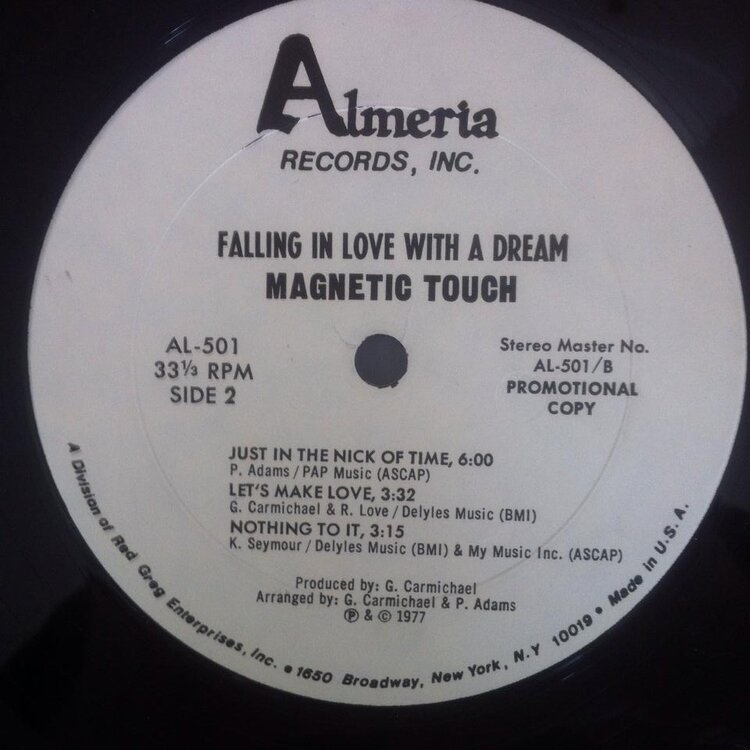 Almeria
RECORDS, INC.
FALLING IN LOVE WITH A DREAM
MAGNETIC TOUCH
AL-501
33⅓ RPM
SIDE 2
Stereo Master No.
AL-501/B
PROMOTIONAL
COPY
JUST IN THE NICK OF TIME, 6:00
P. Adams / PAP Music (ASCAP)
LET'S MAKE LOVE, 3:32
G. Carmichael & R. Love / Delyles Music (BMI)
NOTHING TO IT, 3:15
K. Seymour / Delyles Music (BMI) & My Music Inc. (ASCAP)
Produced by: G. Carmichael
Arranged by: G. Carmichael & P. Adams
℗ & © 1977
A Division of Red Greg Enterprises, Inc. • 1650 Broadway, New York, N.Y 10019 • Made in U.S.A.